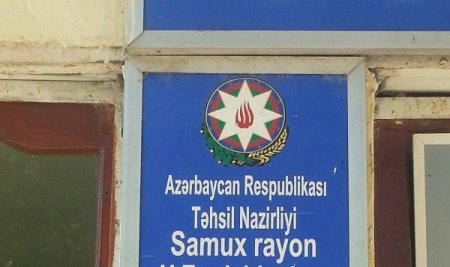 Azərbaycan Respublikası
Təhsil Nazirliyi
Samux rayon